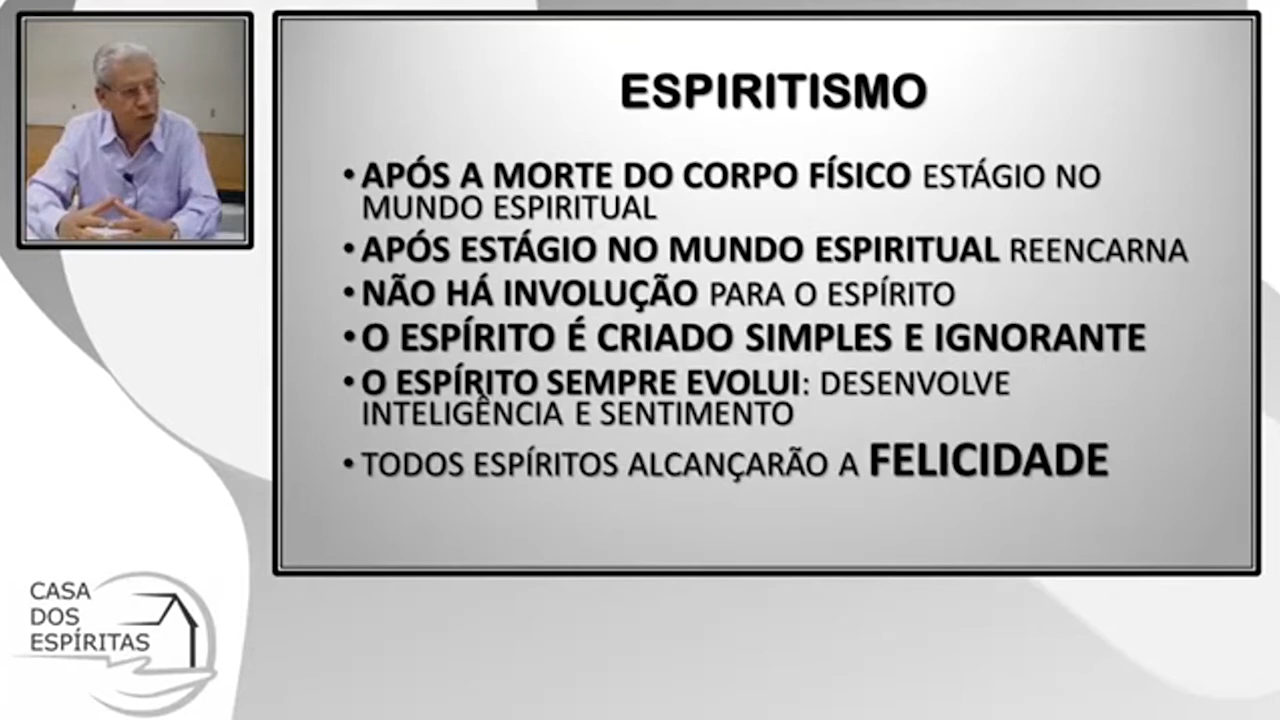 ESPIRITISMO
•APÓS A MORTE DO CORPO FÍSICO ESTÁGIO NO
MUNDO ESPIRITUAL
•APÓS ESTÁGIO NO MUNDO ESPIRITUAL REENCARNA
•NÃO HÁ INVOLUÇÃO PARA O ESPÍRITO
•O ESPÍRITO É CRIADO SIMPLES E IGNORANTE
•O ESPÍRITO SEMPRE EVOLUI: DESENVOLVE
INTELIGÊNCIA E SENTIMENTO
•TODOS ESPÍRITOS ALCANÇARÃO A FELICIDADE
CASA
DOS
ESPÍRITAS